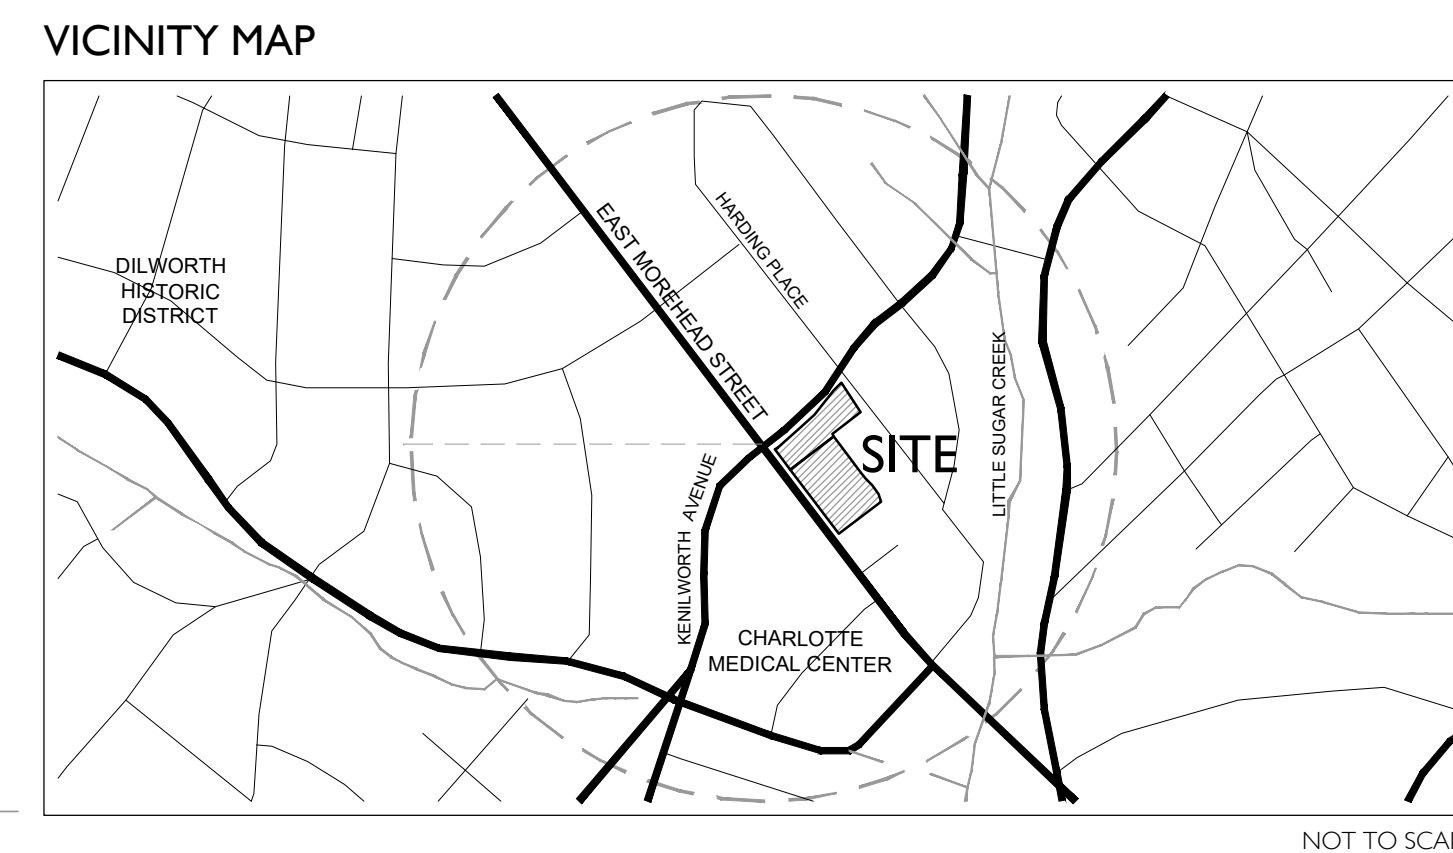 VICINITY MAP
DILWORTH
HISTORIC
DISTRICT
EAST MOREHEAD STREET
HARDING PLACE
LITTLE SUGAR CREEK
SITE
KENILWORTH AVENUE
CHARLOTTE
MEDICAL CENTER
NOT TO